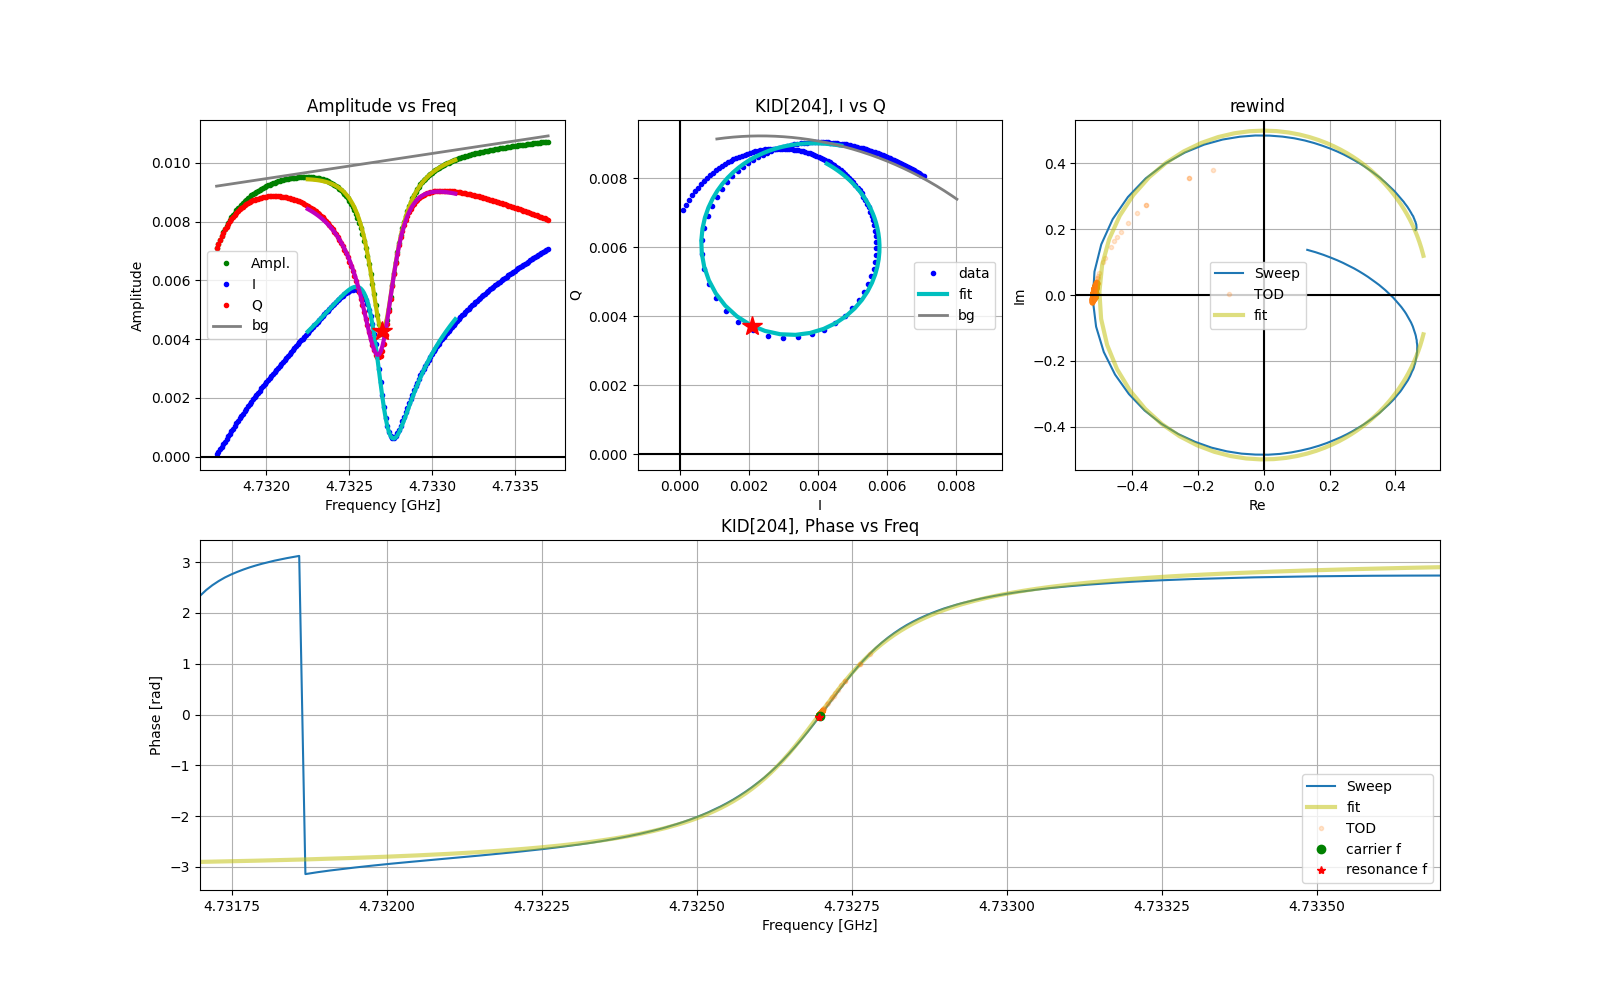 Amplitude vs Freq
Amplitude
0.010
0.008
0.006
0.004
0.002
0.000
Ampl.
I
Q
bg
4.7320 4.7325 4.7330 4.7335
Frequency [GHz]
KID[204], I vs Q
Q
0.008
0.006
0.004
0.002
0.000
data
fit
bg
0.000 0.002 0.004 0.006 0.008
I
rewind
Im
0.4
0.2
0.0
−0.2
−0.4
Sweep
TOD
fit
−0.4 −0.2 0.0 0.2 0.4
Re
KID[204], Phase vs Freq
Phase [rad]
3
2
1
0
−1
−2
−3
Sweep
fit
TOD
carrier f
resonance f
4.73175 4.73200 4.73225 4.73250 4.73275 4.73300 4.73325 4.73350
Frequency [GHz]